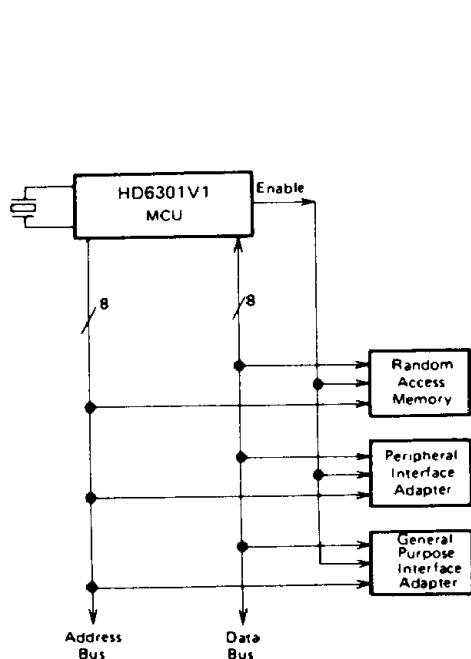 HD6301V1
MCU
Enable
8
8
Random
Access
Memory
Peripheral
Interface
Adapter
General
Purpose
Interface
Adapter
Address
Bus
Data
Bus